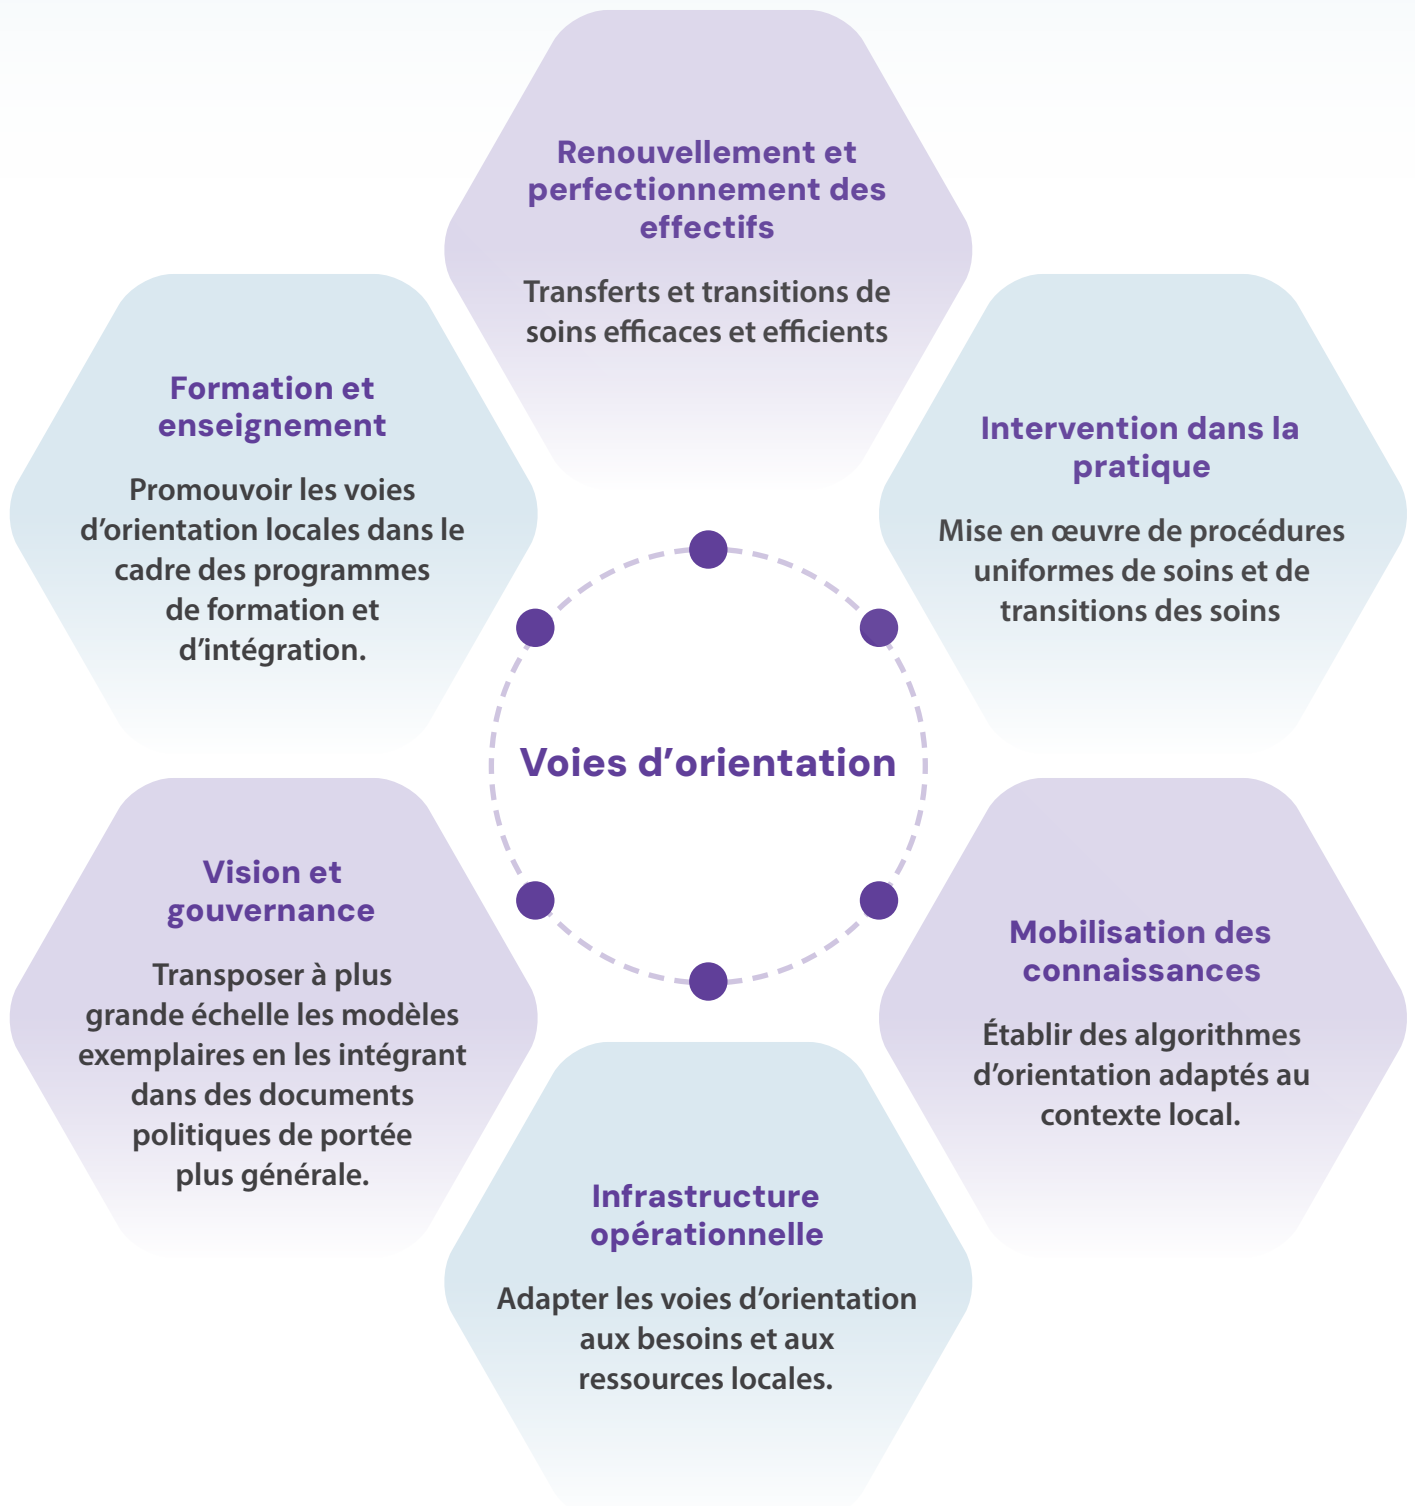 Renouvellement et
perfectionnement des
effectifs
Transferts et transitions de
soins efficaces et efficients
Formation et
enseignement
Promouvoir les voies
d’orientation locales dans le
cadre des programmes
de formation et
d’intégration.
Intervention dans la
pratique
Mise en œuvre de procédures
uniformes de soins et de
transitions des soins
Voies d’orientation
Vision et
gouvernance
Transposer à plus
grande échelle les modèles
exemplaires en les intégrant
dans des documents
politiques de portée
plus générale.
Mobilisation des
connaissances
Établir des algorithmes
d’orientation adaptés au
contexte local.
Infrastructure
opérationnelle
Adapter les voies d’orientation
aux besoins et aux
ressources locales.